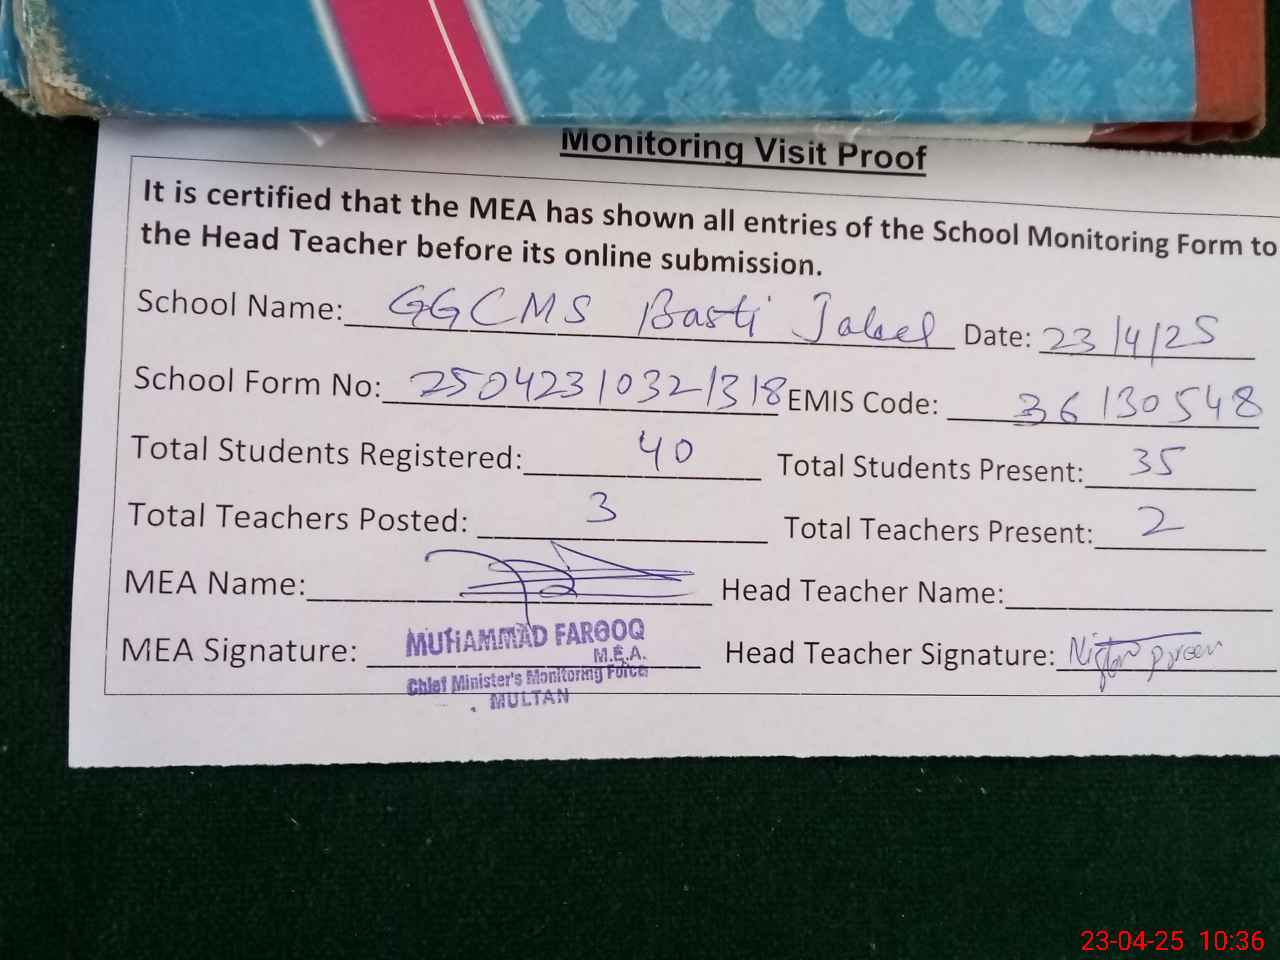 Monitoring Visit Proof
It is certified that the MEA has shown all entries of the School Monitoring Form to
the Head Teacher before its online submission.
School Name: GGCMS Basti Jaleel Date: 23/4/25
School Form No: 25042310321318 EMIS Code: 36130548
Total Students Registered: 40 Total Students Present: 35
Total Teachers Posted: 3 Total Teachers Present: 2
MEA Name: Head Teacher Name:
MUHAMMAD FAROOQ
MEA Signature: M.E.A. Head Teacher Signature:
Chief Minister's Monitoring Force
MULTAN
23-04-25 10:36